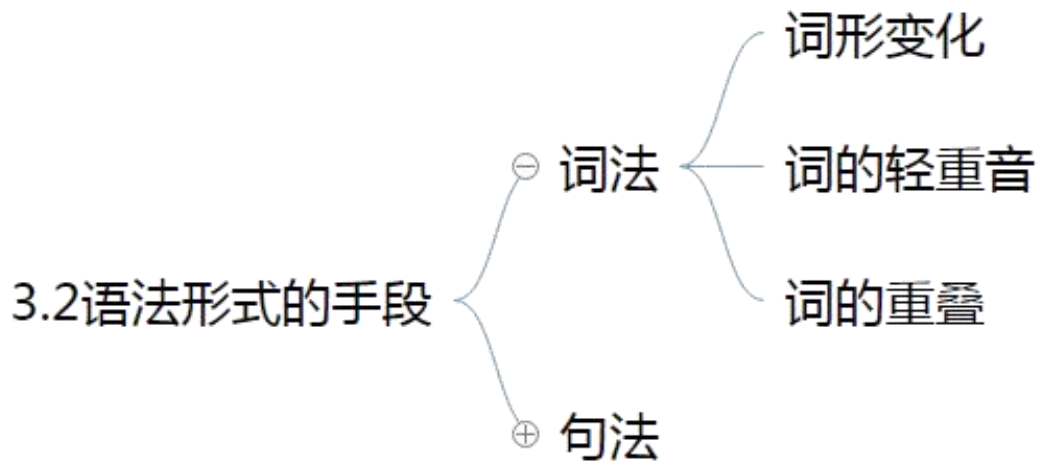 3.2语法形式的手段
词法
词形变化
词的轻重音
词的重叠
句法